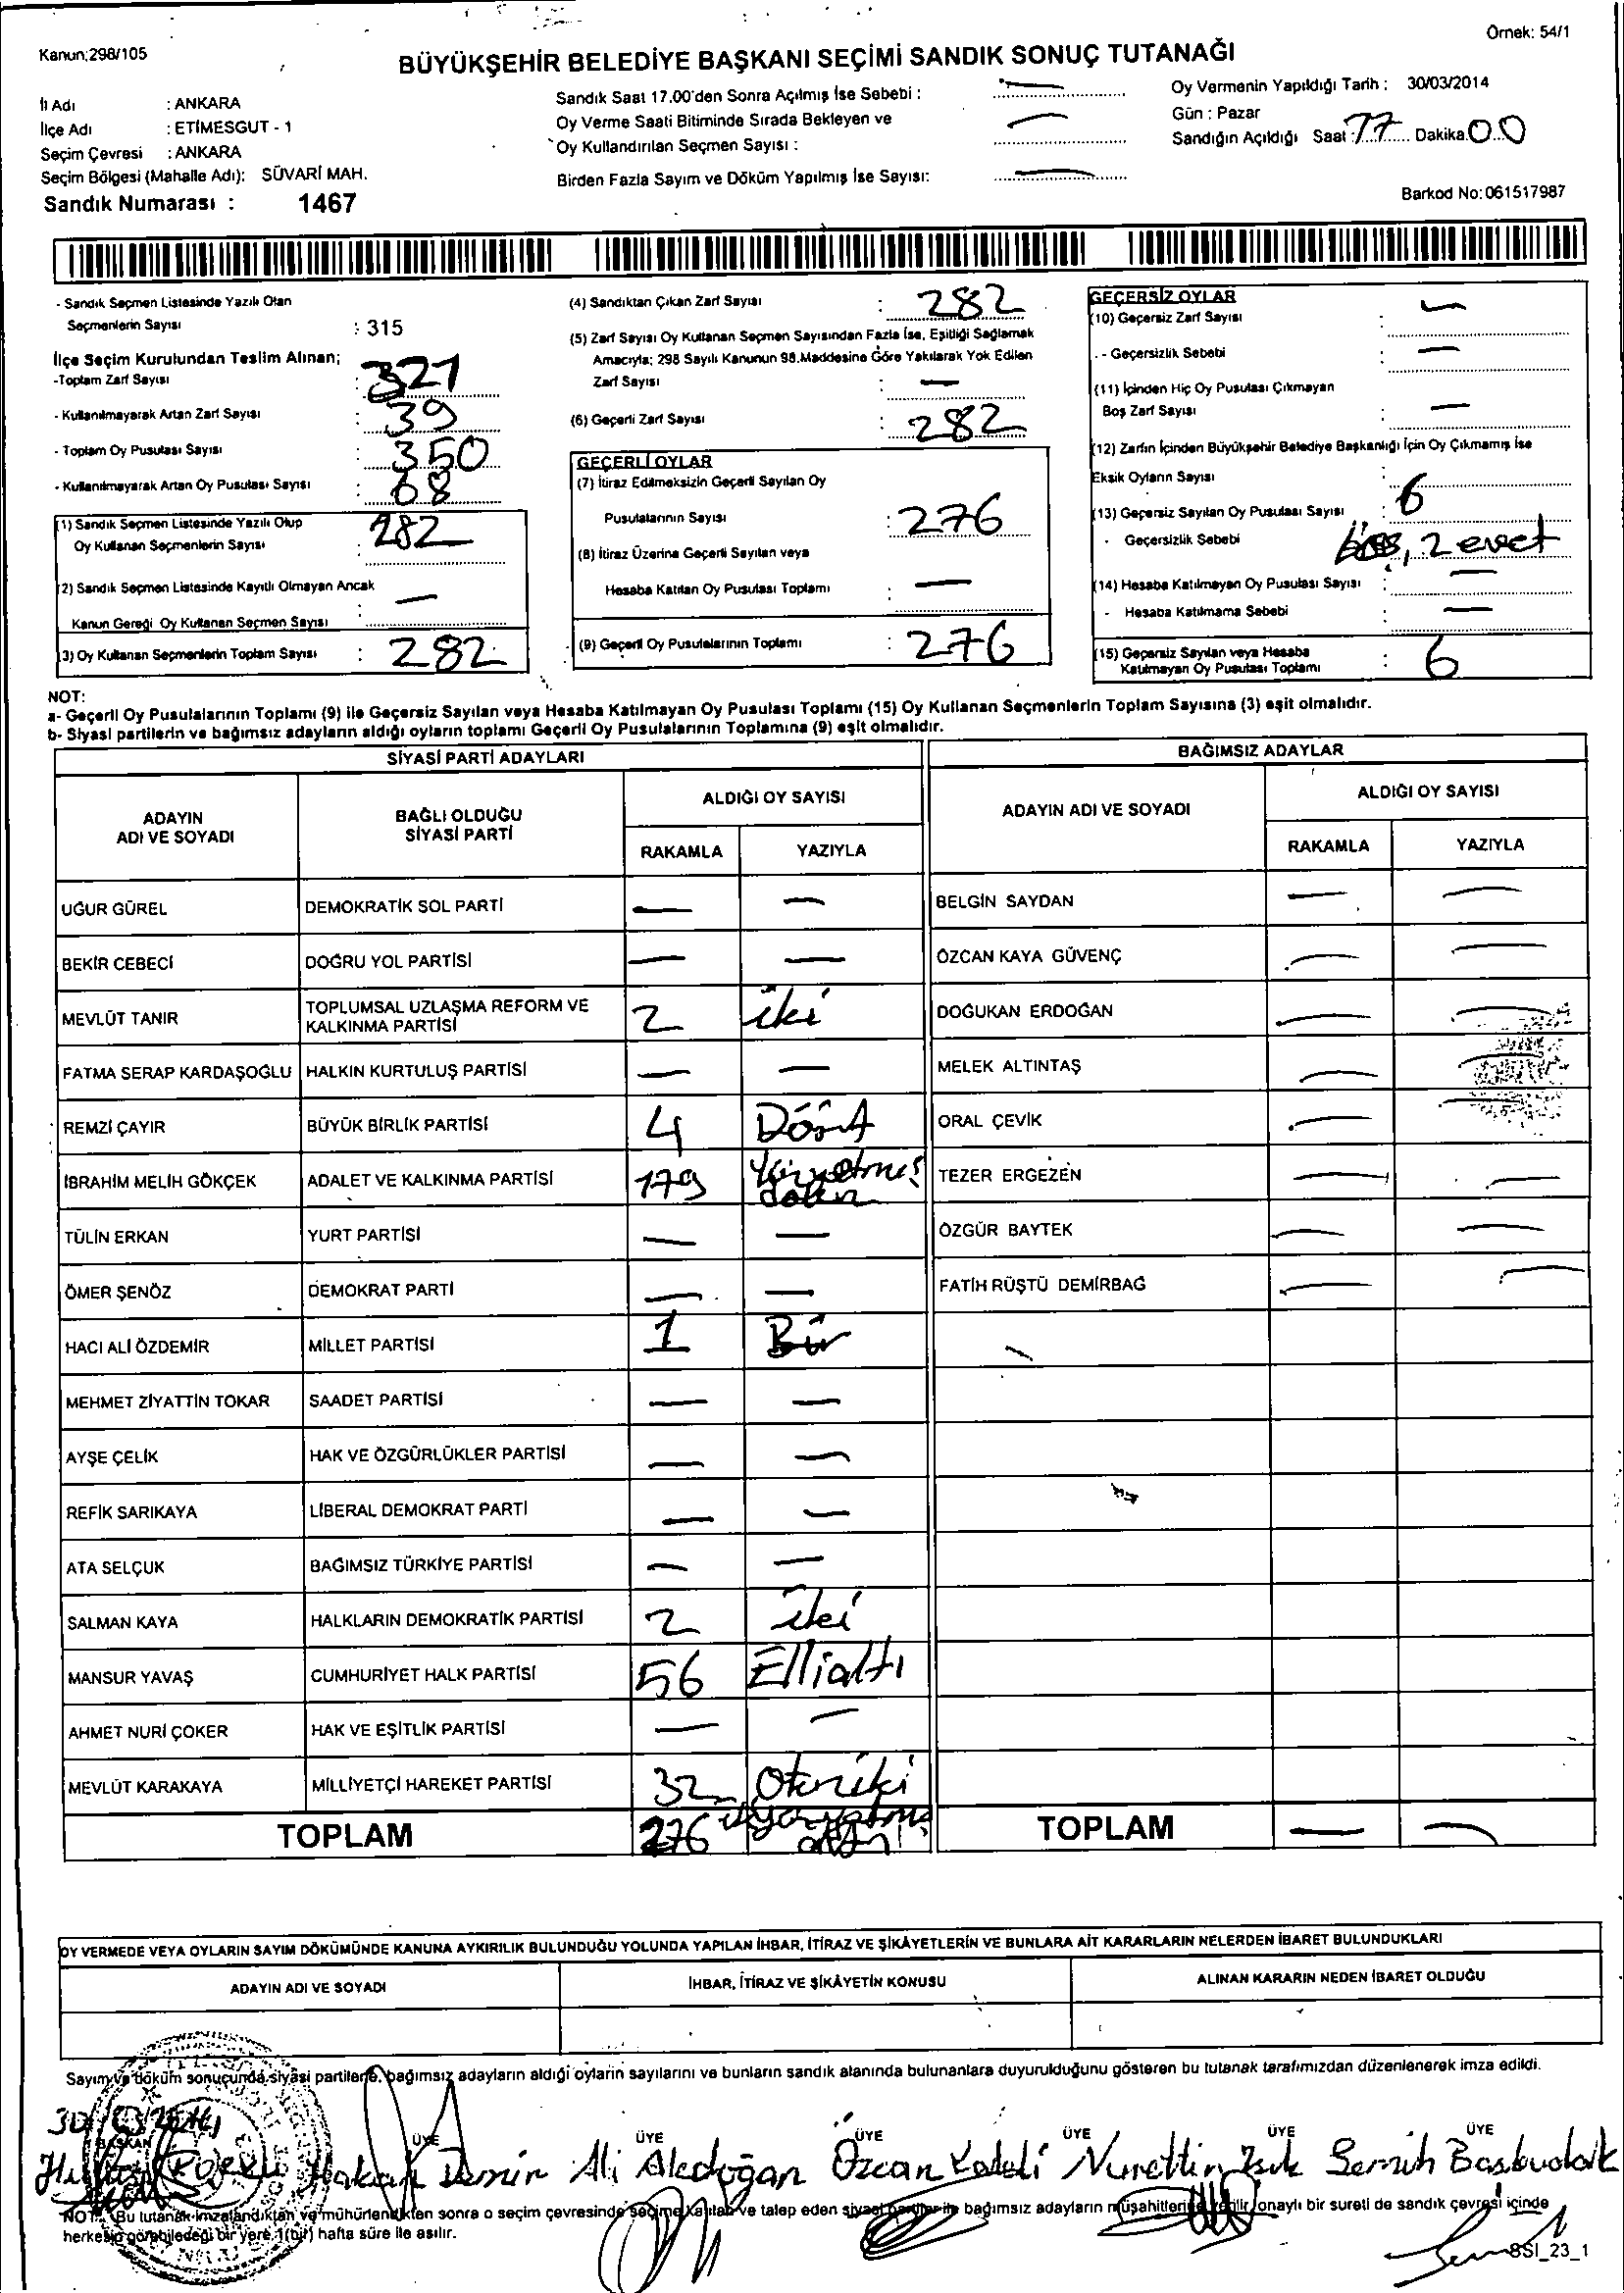 Örnek: 54/1
Kanun:298/105
BÜYÜKŞEHİR BELEDİYE BAŞKANI SEÇİMİ SANDIK SONUÇ TUTANAĞI
İl Adı : ANKARA
İlçe Adı : ETİMESGUT - 1
Seçim Çevresi : ANKARA
Seçim Bölgesi (Mahalle Adı): SÜVARİ MAH.
Sandık Numarası : 1467
Sandık Saat 17.00'den Sonra Açılmış İse Sebebi : —
Oy Verme Saati Bitiminde Sırada Bekleyen ve
Oy Kullandırılan Seçmen Sayısı : —
Birden Fazla Sayım ve Döküm Yapılmış İse Sayısı: —
Oy Vermenin Yapıldığı Tarih : 30/03/2014
Gün : Pazar
Sandığın Açıldığı Saat : 17 Dakika 00
Barkod No:061517987
- Sandık Seçmen Listesinde Yazılı Olan
Seçmenlerin Sayısı : 315
İlçe Seçim Kurulundan Teslim Alınan;
-Toplam Zarf Sayısı : 321
- Kullanılmayarak Artan Zarf Sayısı : 39
- Toplam Oy Pusulası Sayısı : 350
- Kullanılmayarak Artan Oy Pusulası Sayısı : 68
(1) Sandık Seçmen Listesinde Yazılı Olup
Oy Kullanan Seçmenlerin Sayısı : 282
(2) Sandık Seçmen Listesinde Kayıtlı Olmayan Ancak
Kanun Gereği Oy Kullanan Seçmen Sayısı : —
(3) Oy Kullanan Seçmenlerin Toplam Sayısı : 282
(4) Sandıktan Çıkan Zarf Sayısı : 282
(5) Zarf Sayısı Oy Kullanan Seçmen Sayısından Fazla İse, Eşitliği Sağlamak
Amacıyla; 298 Sayılı Kanunun 98.Maddesine Göre Yakılarak Yok Edilen
Zarf Sayısı : —
(6) Geçerli Zarf Sayısı : 282
GEÇERLİ OYLAR
(7) İtiraz Edilmeksizin Geçerli Sayılan Oy
Pusulalarının Sayısı : 276
(8) İtiraz Üzerine Geçerli Sayılan veya
Hesaba Katılan Oy Pusulası Toplamı : —
(9) Geçerli Oy Pusulalarının Toplamı : 276
GEÇERSİZ OYLAR
(10) Geçersiz Zarf Sayısı : —
- Geçersizlik Sebebi : —
(11) İçinden Hiç Oy Pusulası Çıkmayan
Boş Zarf Sayısı : —
(12) Zarfın İçinden Büyükşehir Belediye Başkanlığı İçin Oy Çıkmamış İse
Eksik Oyların Sayısı :
(13) Geçersiz Sayılan Oy Pusulası Sayısı : 6
- Geçersizlik Sebebi : boş, 2 evet
(14) Hesaba Katılmayan Oy Pusulası Sayısı : —
- Hesaba Katılmama Sebebi : —
(15) Geçersiz Sayılan veya Hesaba
Katılmayan Oy Pusulası Toplamı : 6
NOT:
a- Geçerli Oy Pusulalarının Toplamı (9) ile Geçersiz Sayılan veya Hesaba Katılmayan Oy Pusulası Toplamı (15) Oy Kullanan Seçmenlerin Toplam Sayısına (3) eşit olmalıdır.
b- Siyasi partilerin ve bağımsız adayların aldığı oyların toplamı Geçerli Oy Pusulalarının Toplamına (9) eşit olmalıdır.
SİYASİ PARTİ ADAYLARI
ADAYIN
ADI VE SOYADI
BAĞLI OLDUĞU
SİYASİ PARTİ
ALDIĞI OY SAYISI
RAKAMLA YAZIYLA
UĞUR GÜREL DEMOKRATİK SOL PARTİ — —
BEKİR CEBECİ DOĞRU YOL PARTİSİ — —
MEVLÜT TANIR TOPLUMSAL UZLAŞMA REFORM VE
KALKINMA PARTİSİ 2 iki
FATMA SERAP KARDAŞOĞLU HALKIN KURTULUŞ PARTİSİ — —
REMZİ ÇAYIR BÜYÜK BİRLİK PARTİSİ 4 Dört
İBRAHİM MELİH GÖKÇEK ADALET VE KALKINMA PARTİSİ 179 Yüzyetmiş
dokuz
TÜLİN ERKAN YURT PARTİSİ — —
ÖMER ŞENÖZ DEMOKRAT PARTİ — —
HACI ALİ ÖZDEMİR MİLLET PARTİSİ 1 Bir
MEHMET ZİYATTİN TOKAR SAADET PARTİSİ — —
AYŞE ÇELİK HAK VE ÖZGÜRLÜKLER PARTİSİ — —
REFİK SARIKAYA LİBERAL DEMOKRAT PARTİ — —
ATA SELÇUK BAĞIMSIZ TÜRKİYE PARTİSİ — —
SALMAN KAYA HALKLARIN DEMOKRATİK PARTİSİ 2 iki
MANSUR YAVAŞ CUMHURİYET HALK PARTİSİ 56 Ellialtı
AHMET NURİ ÇOKER HAK VE EŞİTLİK PARTİSİ — —
MEVLÜT KARAKAYA MİLLİYETÇİ HAREKET PARTİSİ 32 Otuziki
TOPLAM 276 ikiyüzyetmiş
altı
BAĞIMSIZ ADAYLAR
ADAYIN ADI VE SOYADI
ALDIĞI OY SAYISI
RAKAMLA YAZIYLA
BELGİN SAYDAN — —
ÖZCAN KAYA GÜVENÇ — —
DOĞUKAN ERDOĞAN — —
MELEK ALTINTAŞ — —
ORAL ÇEVİK — —
TEZER ERGEZEN — —
ÖZGÜR BAYTEK — —
FATİH RÜŞTÜ DEMİRBAĞ — —
TOPLAM — —
OY VERMEDE VEYA OYLARIN SAYIM DÖKÜMÜNDE KANUNA AYKIRILIK BULUNDUĞU YOLUNDA YAPILAN İHBAR, İTİRAZ VE ŞİKÂYETLERİN VE BUNLARA AİT KARARLARIN NELERDEN İBARET BULUNDUKLARI
ADAYIN ADI VE SOYADI İHBAR, İTİRAZ VE ŞİKÂYETİN KONUSU ALINAN KARARIN NEDEN İBARET OLDUĞU
Sayım ve döküm sonucunda siyasi partilerle, bağımsız adayların aldığı oyların sayılarını ve bunların sandık alanında bulunanlara duyurulduğunu gösteren bu tutanak tarafımızdan düzenlenerek imza edildi.
30/03/2014
BAŞKAN ÜYE ÜYE ÜYE ÜYE ÜYE ÜYE
Hakan Demir Ali Akdoğan Özcan Nurettin Işık Semih Başbudak
NOT: Bu tutanak imzalandıktan ve mühürlendikten sonra o seçim çevresinde seçime katılan ve talep eden siyasi partiler ile bağımsız adayların müşahitlerine verilir, onaylı bir sureti de sandık çevresi içinde
herkesin görebileceği bir yere 1(bir) hafta süre ile asılır.
SSI_23_1